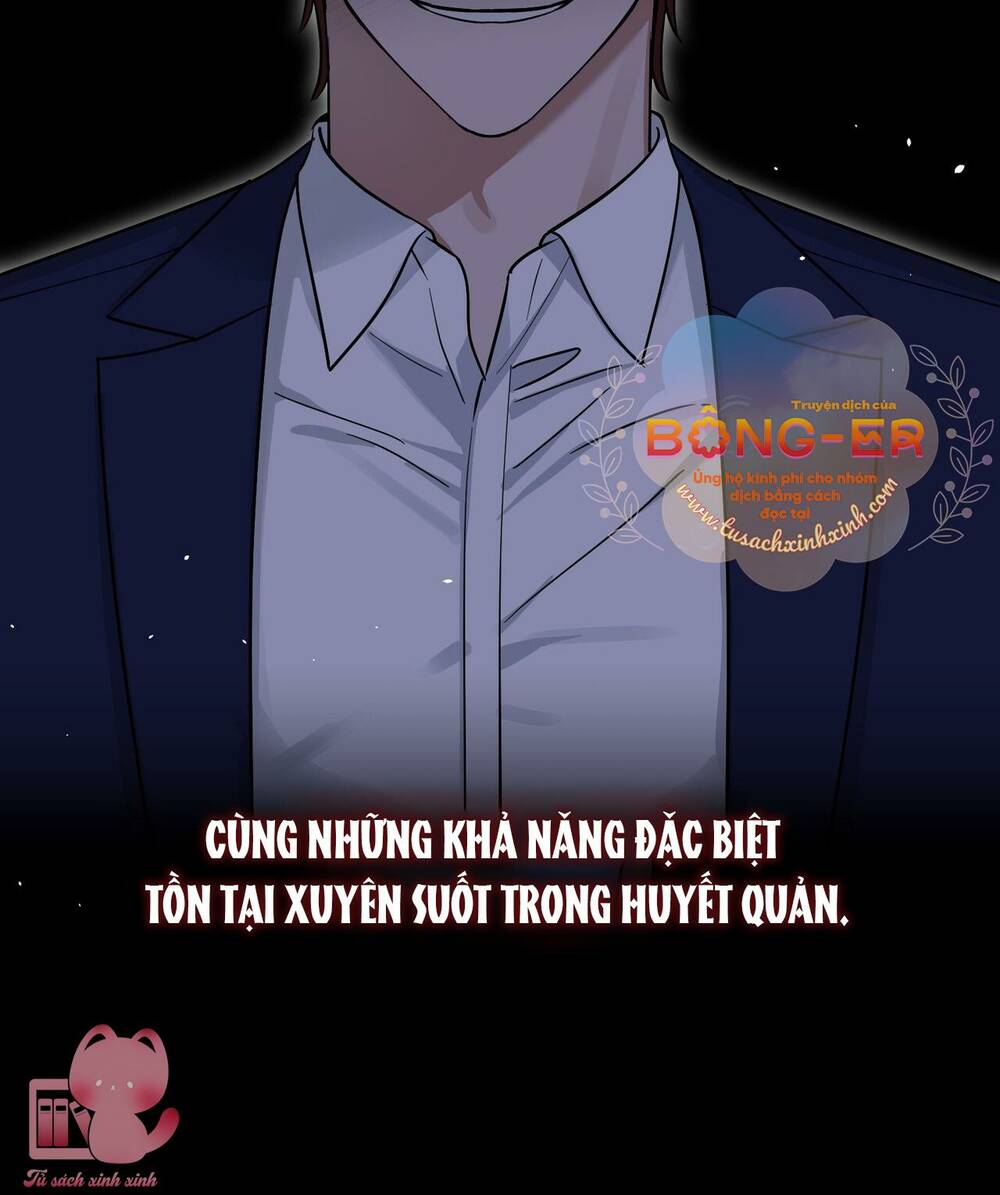 Truyện dịch của
BÔNG-ER
Ủng hộ kinh phí cho nhóm
dịch bằng cách
đọc tại
www.tusachxinhxinh.com
CÙNG NHỮNG KHẢ NĂNG ĐẶC BIỆT
TỒN TẠI XUYÊN SUỐT TRONG HUYẾT QUẢN.
Tủ sách xinh xinh